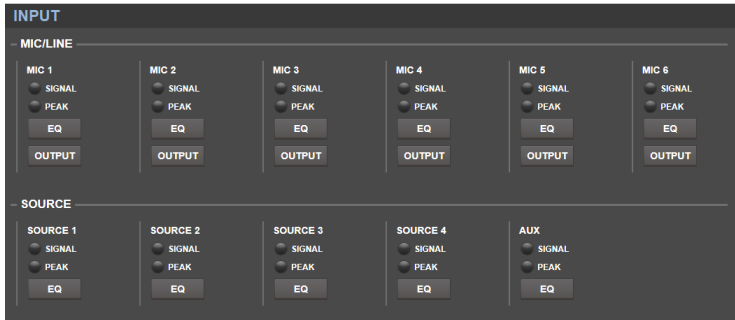 INPUT
MIC/LINE
MIC 1 MIC 2 MIC 3 MIC 4 MIC 5 MIC 6
SIGNAL SIGNAL SIGNAL SIGNAL SIGNAL SIGNAL
PEAK PEAK PEAK PEAK PEAK PEAK
EQ EQ EQ EQ EQ EQ
OUTPUT OUTPUT OUTPUT OUTPUT OUTPUT OUTPUT
SOURCE
SOURCE 1 SOURCE 2 SOURCE 3 SOURCE 4 AUX
SIGNAL SIGNAL SIGNAL SIGNAL SIGNAL
PEAK PEAK PEAK PEAK PEAK
EQ EQ EQ EQ EQ